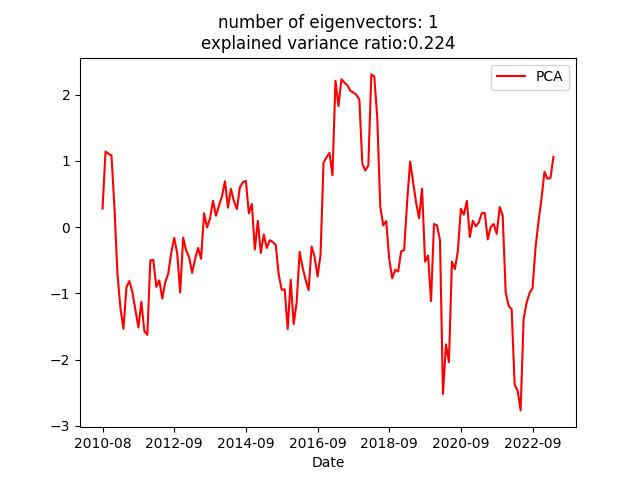 number of eigenvectors: 1
explained variance ratio:0.224
PCA
2
1
0
−1
−2
−3
2010-08 2012-09 2014-09 2016-09 2018-09 2020-09 2022-09
Date